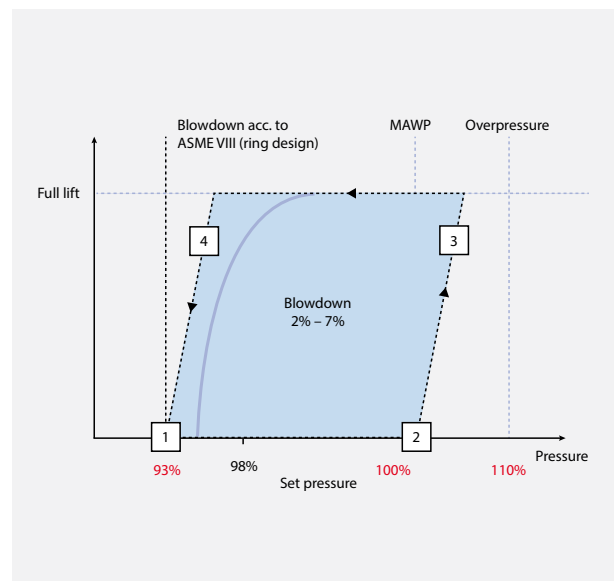 Blowdown acc. to
ASME VIII (ring design)
MAWP
Overpressure
Full lift
4
3
Blowdown
2% – 7%
1
2
Pressure
93%
98%
100%
110%
Set pressure